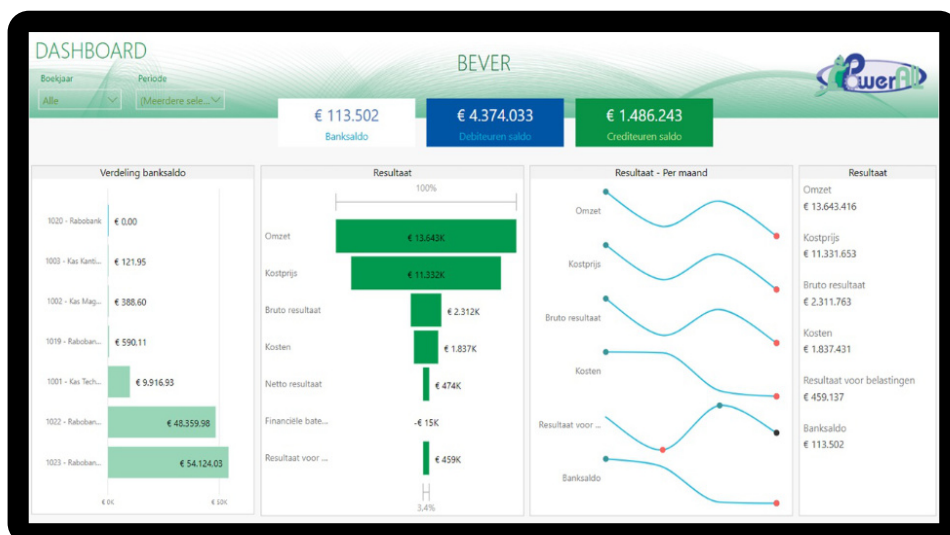 DASHBOARD
BEVER
Boekjaar
Periode
Alle
(Meerdere sele...
PowerAll
€ 113.502
Banksaldo
€ 4.374.033
Debiteuren saldo
€ 1.486.243
Crediteuren saldo
Verdeling banksaldo
1020 - Rabobank
€ 0.00
1003 - Kas Kanti...
€ 121.95
1002 - Kas Mag...
€ 388.60
1019 - Raboban...
€ 590.11
1001 - Kas Tech...
€ 9.916.93
1022 - Raboban...
€ 48.359.98
1023 - Raboban...
€ 54.124.03
€ 0K
€ 10K
Resultaat
100%
Omzet
€ 13.643K
Kostprijs
€ 11.332K
Bruto resultaat
€ 2.312K
Kosten
€ 1.837K
Netto resultaat
€ 474K
Financiële bate...
-€ 15K
Resultaat voor ...
€ 459K
3,4%
Resultaat - Per maand
Omzet
Kostprijs
Bruto resultaat
Kosten
Resultaat voor ...
Banksaldo
Resultaat
Omzet
€ 13.643.416
Kostprijs
€ 11.331.653
Bruto resultaat
€ 2.311.763
Kosten
€ 1.837.431
Resultaat voor belastingen
€ 459.137
Banksaldo
€ 113.502